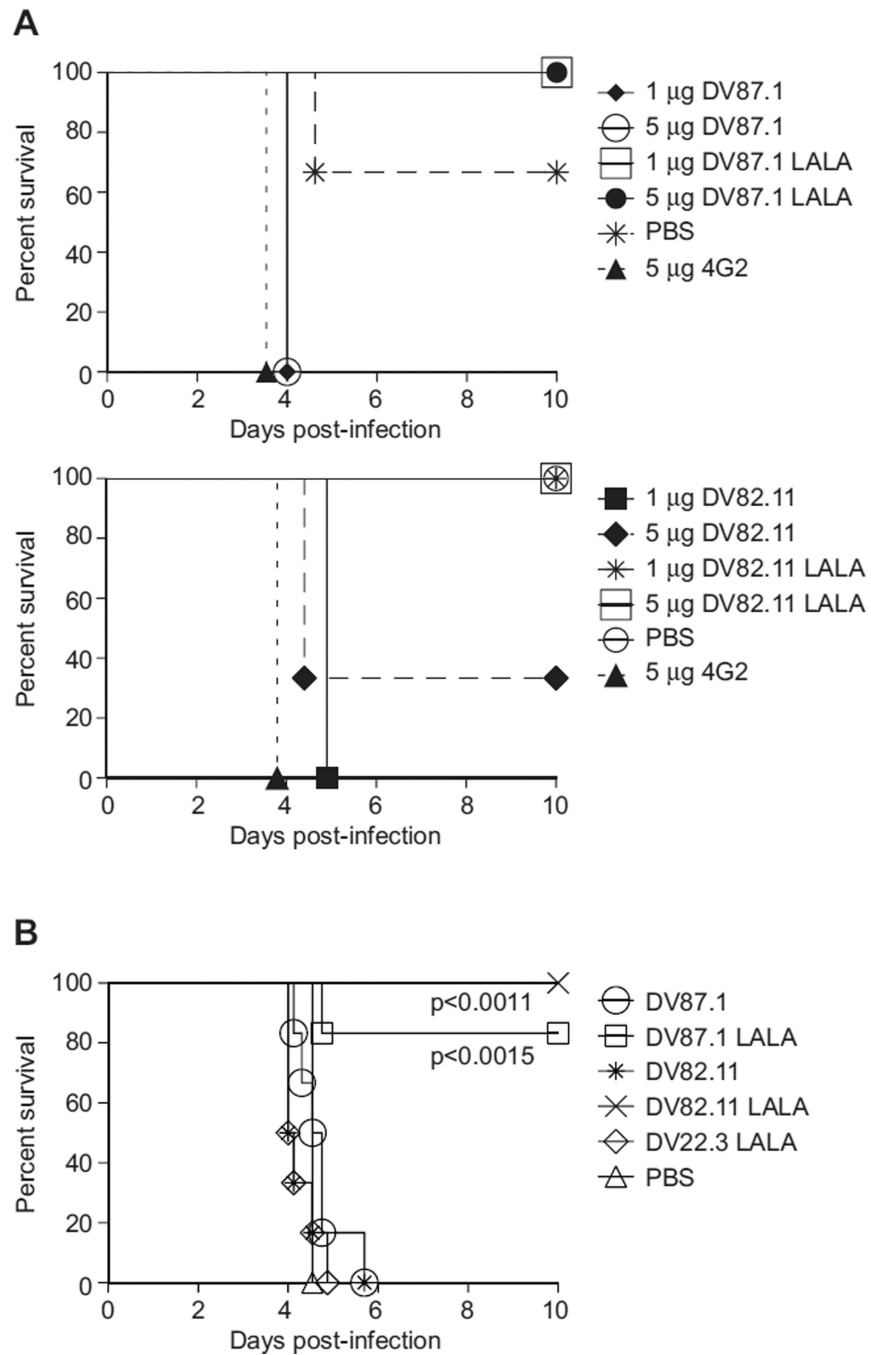 A
Percent survival
100
80
60
40
20
0
0 2 4 6 8 10
Days post-infection
1 μg DV87.1
5 μg DV87.1
1 μg DV87.1 LALA
5 μg DV87.1 LALA
PBS
5 μg 4G2
Percent survival
100
80
60
40
20
0
0 2 4 6 8 10
Days post-infection
1 μg DV82.11
5 μg DV82.11
1 μg DV82.11 LALA
5 μg DV82.11 LALA
PBS
5 μg 4G2
B
Percent survival
100
80
60
40
20
0
0 2 4 6 8 10
Days post-infection
p<0.0011
p<0.0015
DV87.1
DV87.1 LALA
DV82.11
DV82.11 LALA
DV22.3 LALA
PBS